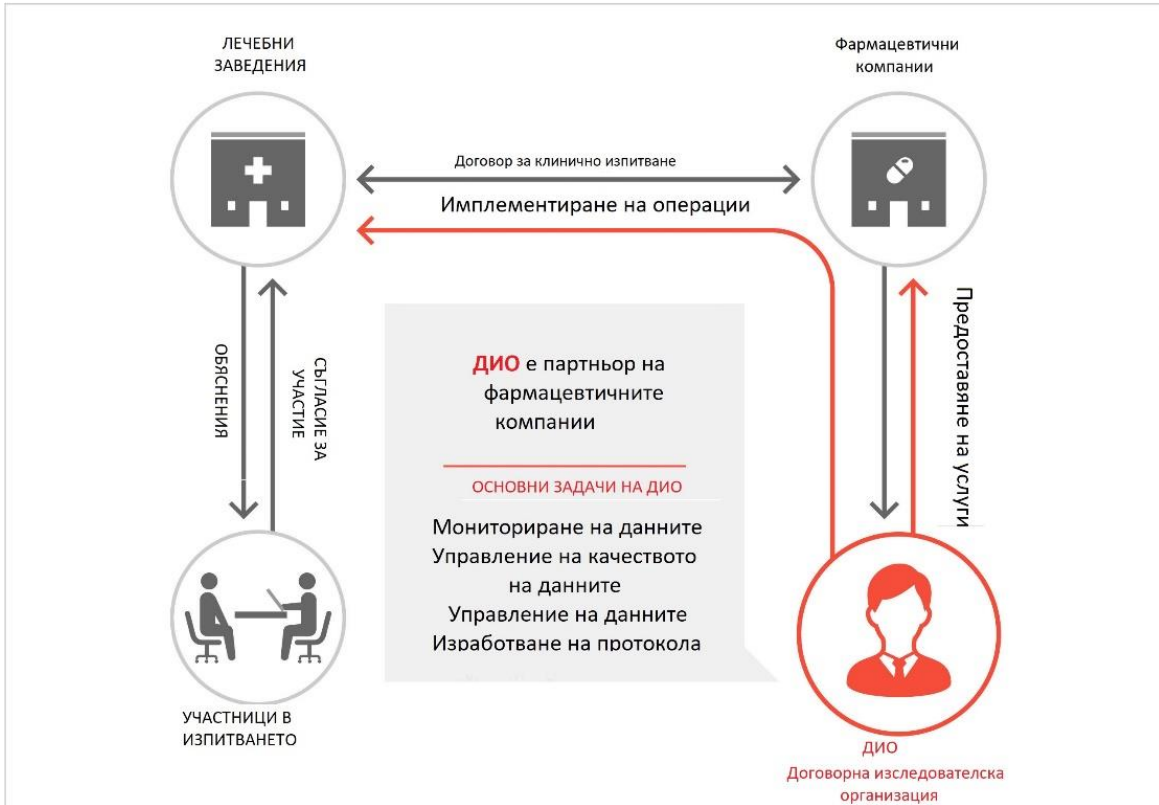 ЛЕЧЕБНИ
ЗАВЕДЕНИЯ
Фармацевтични
компании
Договор за клинично изпитване
Имплементиране на операции
ОБЯСНЕНИЯ
СЪГЛАСИЕ ЗА
УЧАСТИЕ
ДИО е партньор на
фармацевтичните
компании
ОСНОВНИ ЗАДАЧИ НА ДИО
Мониториране на данните
Управление на качеството
на данните
Управление на данните
Изработване на протокола
Предоставяне на услуги
УЧАСТНИЦИ В
ИЗПИТВАНЕТО
ДИО
Договорна изследователска
организация